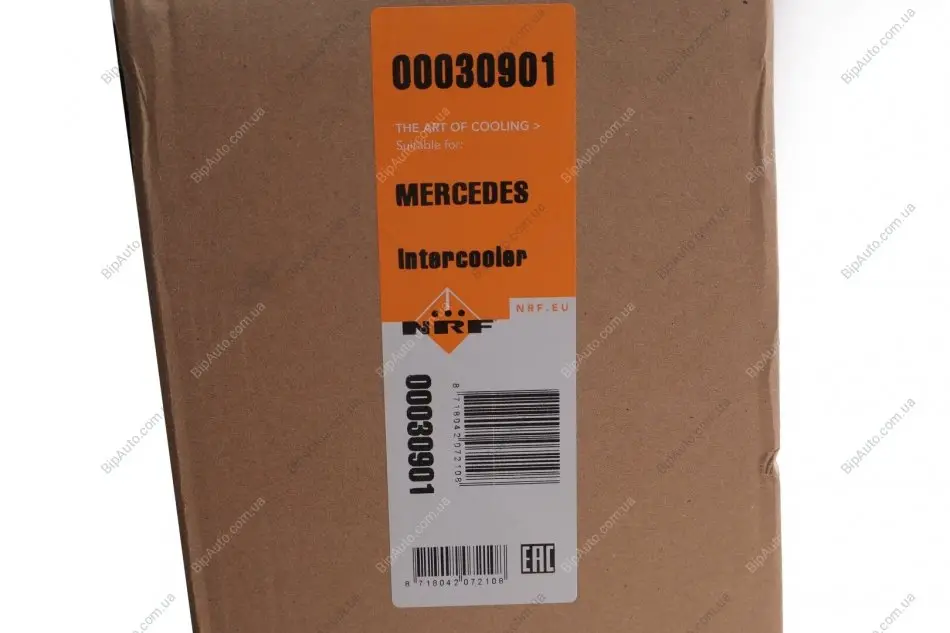 00030901
THE ART OF COOLING >
Suitable for:
MERCEDES
Intercooler
NRF.EU
NRF
00030901
8 718042 072108
8 718042 072108
EAC
BipAuto.com.ua